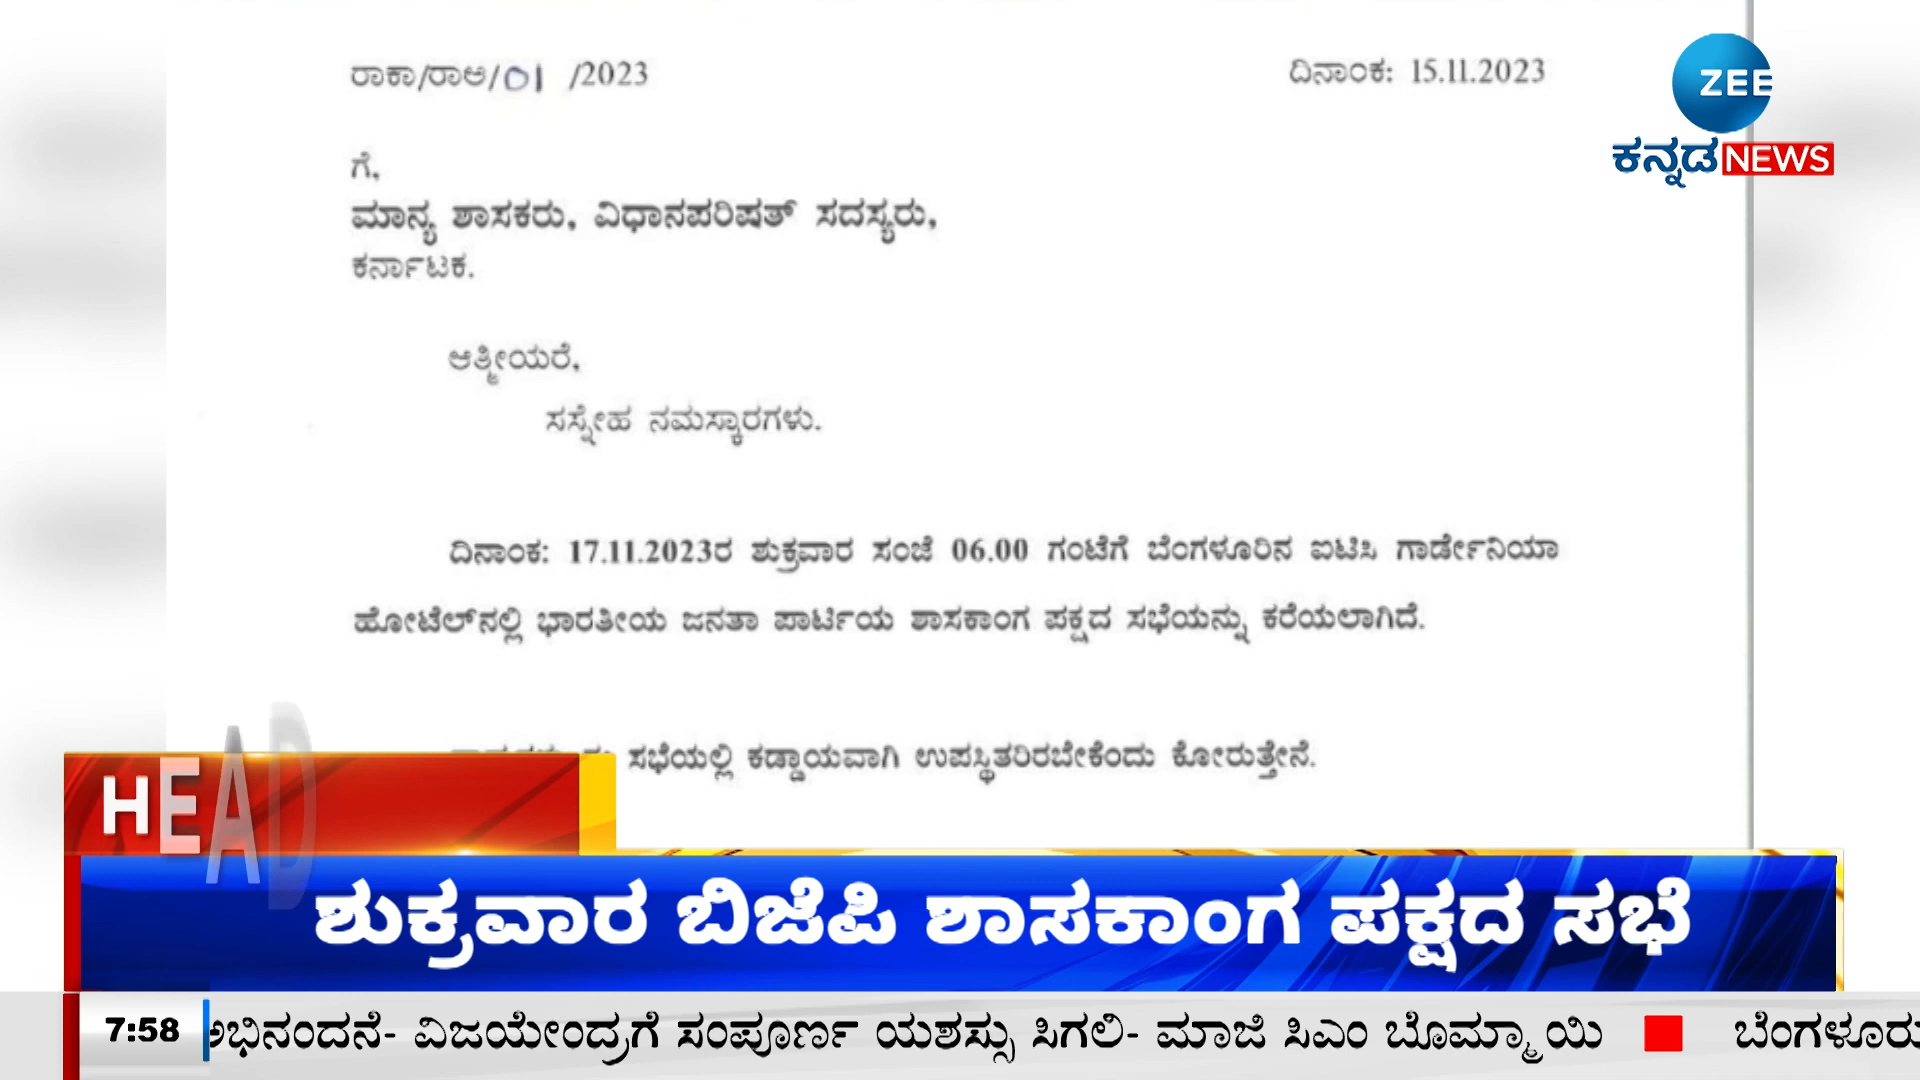 ರಾಕಾ/ರಾಅ/01 /2023
ದಿನಾಂಕ: 15.11.2023
ZEE
ಕನ್ನಡ NEWS
ಗೆ,
ಮಾನ್ಯ ಶಾಸಕರು, ವಿಧಾನಪರಿಷತ್ ಸದಸ್ಯರು,
ಕರ್ನಾಟಕ.
ಆತ್ಮೀಯರೆ,
ಸಸ್ನೇಹ ನಮಸ್ಕಾರಗಳು.
ದಿನಾಂಕ: 17.11.2023ರ ಶುಕ್ರವಾರ ಸಂಜೆ 06.00 ಗಂಟೆಗೆ ಬೆಂಗಳೂರಿನ ಐಟಿಸಿ ಗಾರ್ಡೇನಿಯಾ
ಹೋಟೆಲ್‌ನಲ್ಲಿ ಭಾರತೀಯ ಜನತಾ ಪಾರ್ಟಿಯ ಶಾಸಕಾಂಗ ಪಕ್ಷದ ಸಭೆಯನ್ನು ಕರೆಯಲಾಗಿದೆ.
ಸಭೆಯಲ್ಲಿ ಕಡ್ಡಾಯವಾಗಿ ಉಪಸ್ಥಿತರಿರಬೇಕೆಂದು ಕೋರುತ್ತೇನೆ.
HEAD
ಶುಕ್ರವಾರ ಬಿಜೆಪಿ ಶಾಸಕಾಂಗ ಪಕ್ಷದ ಸಭೆ
7:58 ಅಭಿನಂದನೆ- ವಿಜಯೇಂದ್ರಗೆ ಸಂಪೂರ್ಣ ಯಶಸ್ಸು ಸಿಗಲಿ- ಮಾಜಿ ಸಿಎಂ ಬೊಮ್ಮಾಯಿ ಬೆಂಗಳೂರು